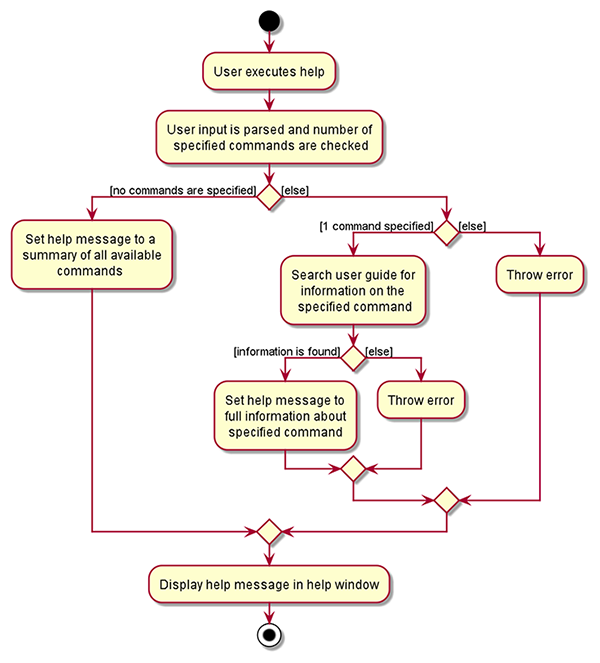 User executes help
User input is parsed and number of
specified commands are checked
[no commands are specified]
[else]
Set help message to a
summary of all available
commands
[1 command specified]
[else]
Search user guide for
information on the
specified command
Throw error
[information is found]
[else]
Set help message to
full information about
specified command
Throw error
Display help message in help window